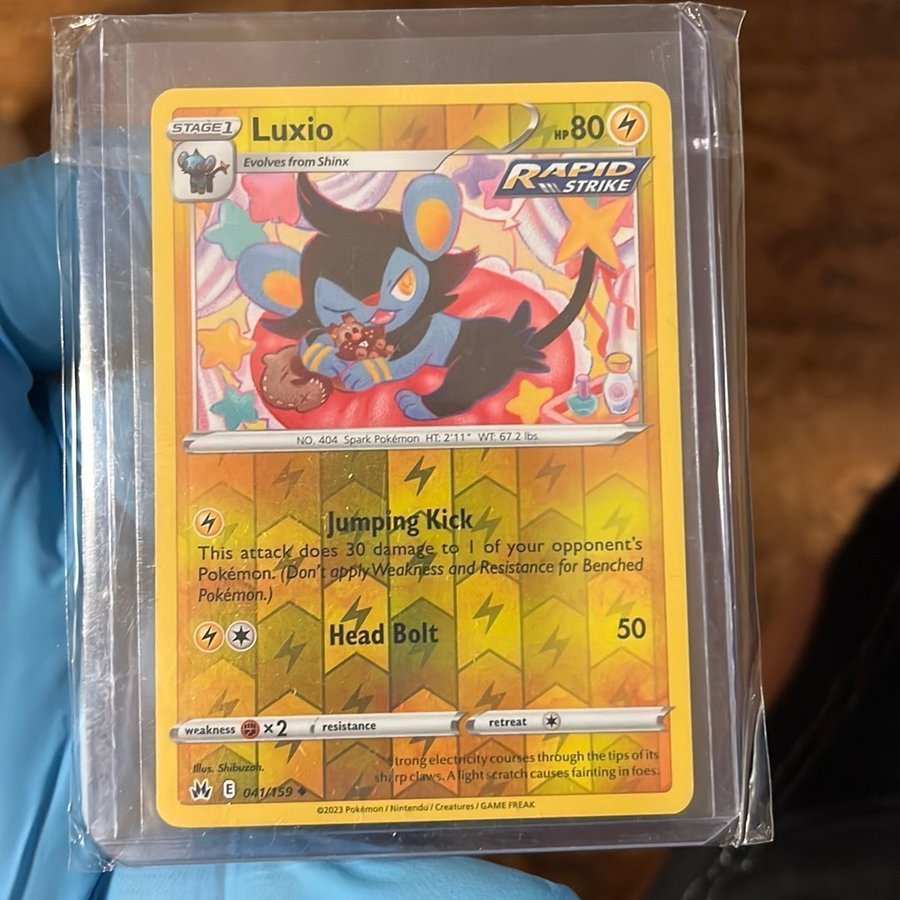 STAGE 1 Luxio HP 80
Evolves from Shinx
RAPID
STRIKE
NO. 404 Spark Pokémon HT: 2'11" WT: 67.2 lbs.
Jumping Kick
This attack does 30 damage to 1 of your opponent's
Pokémon. (Don't apply Weakness and Resistance for Benched
Pokémon.)
Head Bolt 50
weakness ×2 resistance retreat
Illus. Shibuzoh.
Strong electricity courses through the tips of its
sharp claws. A light scratch causes fainting in foes.
E 041/159
©2023 Pokémon / Nintendo / Creatures / GAME FREAK